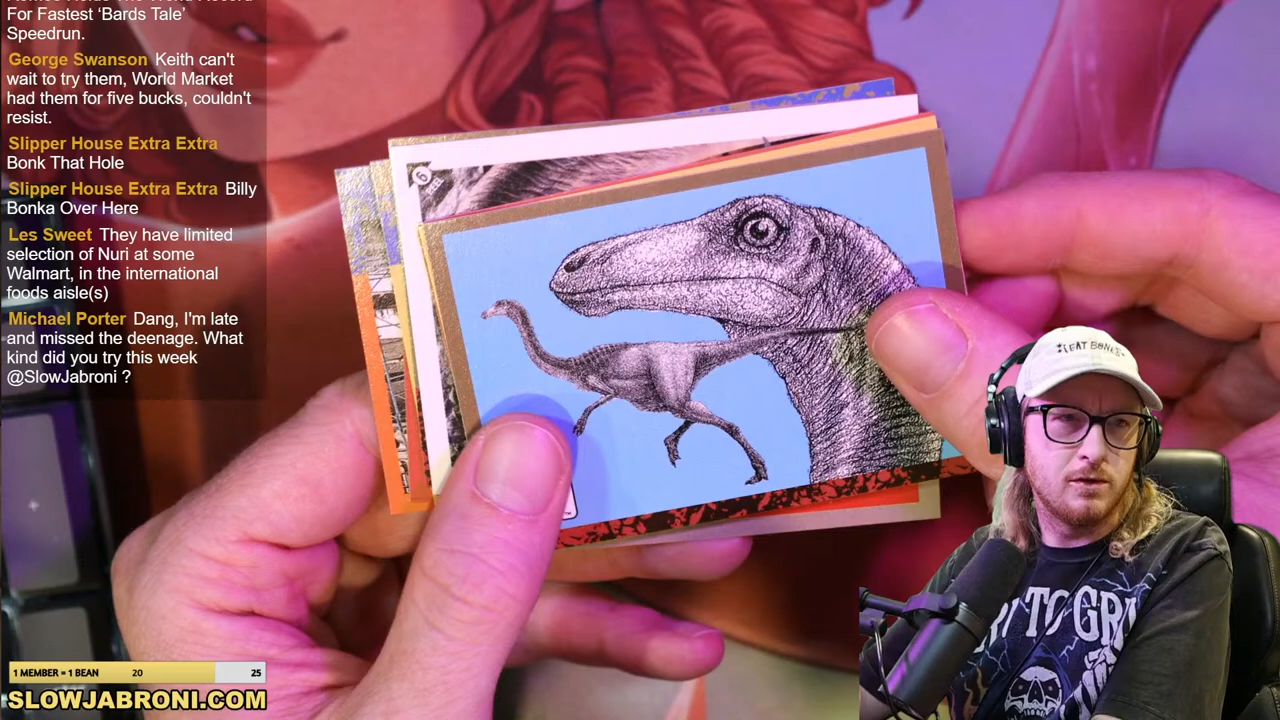 For Fastest ‘Bards Tale’
Speedrun.
George Swanson Keith can't
wait to try them, World Market
had them for five bucks, couldn't
resist.
Slipper House Extra Extra
Bonk That Hole
Slipper House Extra Extra Billy
Bonka Over Here
Les Sweet They have limited
selection of Nuri at some
Walmart, in the international
foods aisle(s)
Michael Porter Dang, I'm late
and missed the deenage. What
kind did you try this week
@SlowJabroni ?
6
I EAT BONES
TO GR
1 MEMBER = 1 BEAN 20 25
SLOWJABRONI.COM